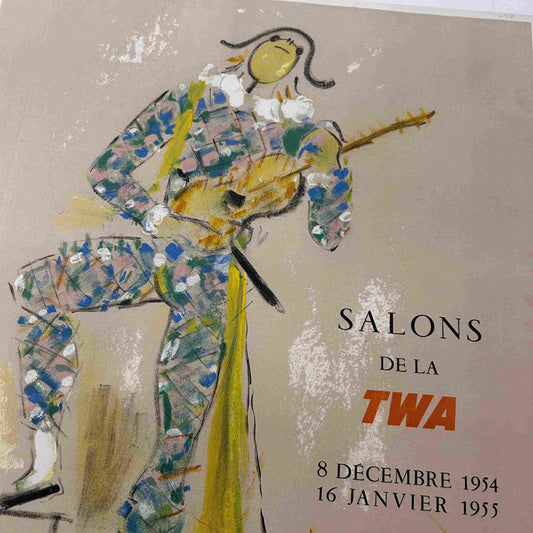 SALONS
DE LA
TWA
8 DÉCEMBRE 1954
16 JANVIER 1955